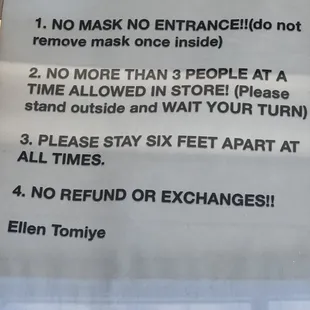 1. NO MASK NO ENTRANCE!!(do not
remove mask once inside)
2. NO MORE THAN 3 PEOPLE AT A
TIME ALLOWED IN STORE! (Please
stand outside and WAIT YOUR TURN)
3. PLEASE STAY SIX FEET APART AT
ALL TIMES.
4. NO REFUND OR EXCHANGES!!
Ellen Tomiye